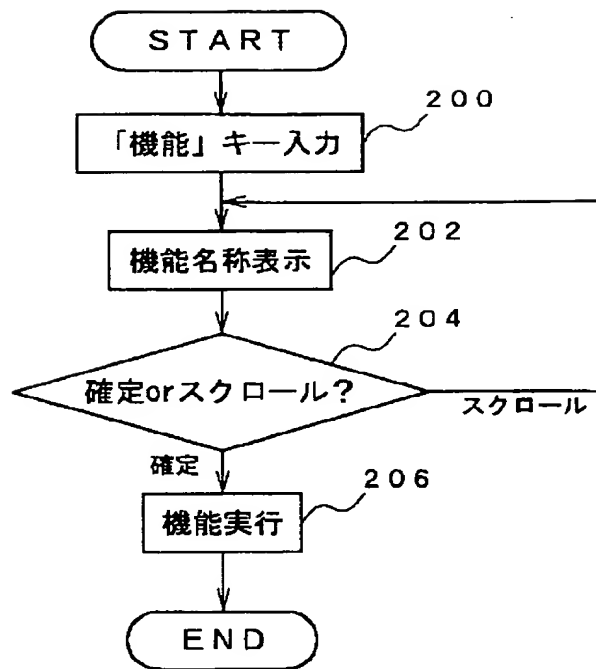 START
200
「機能」キー入力
202
機能名称表示
204
確定orスクロール?
スクロール
確定
206
機能実行
END